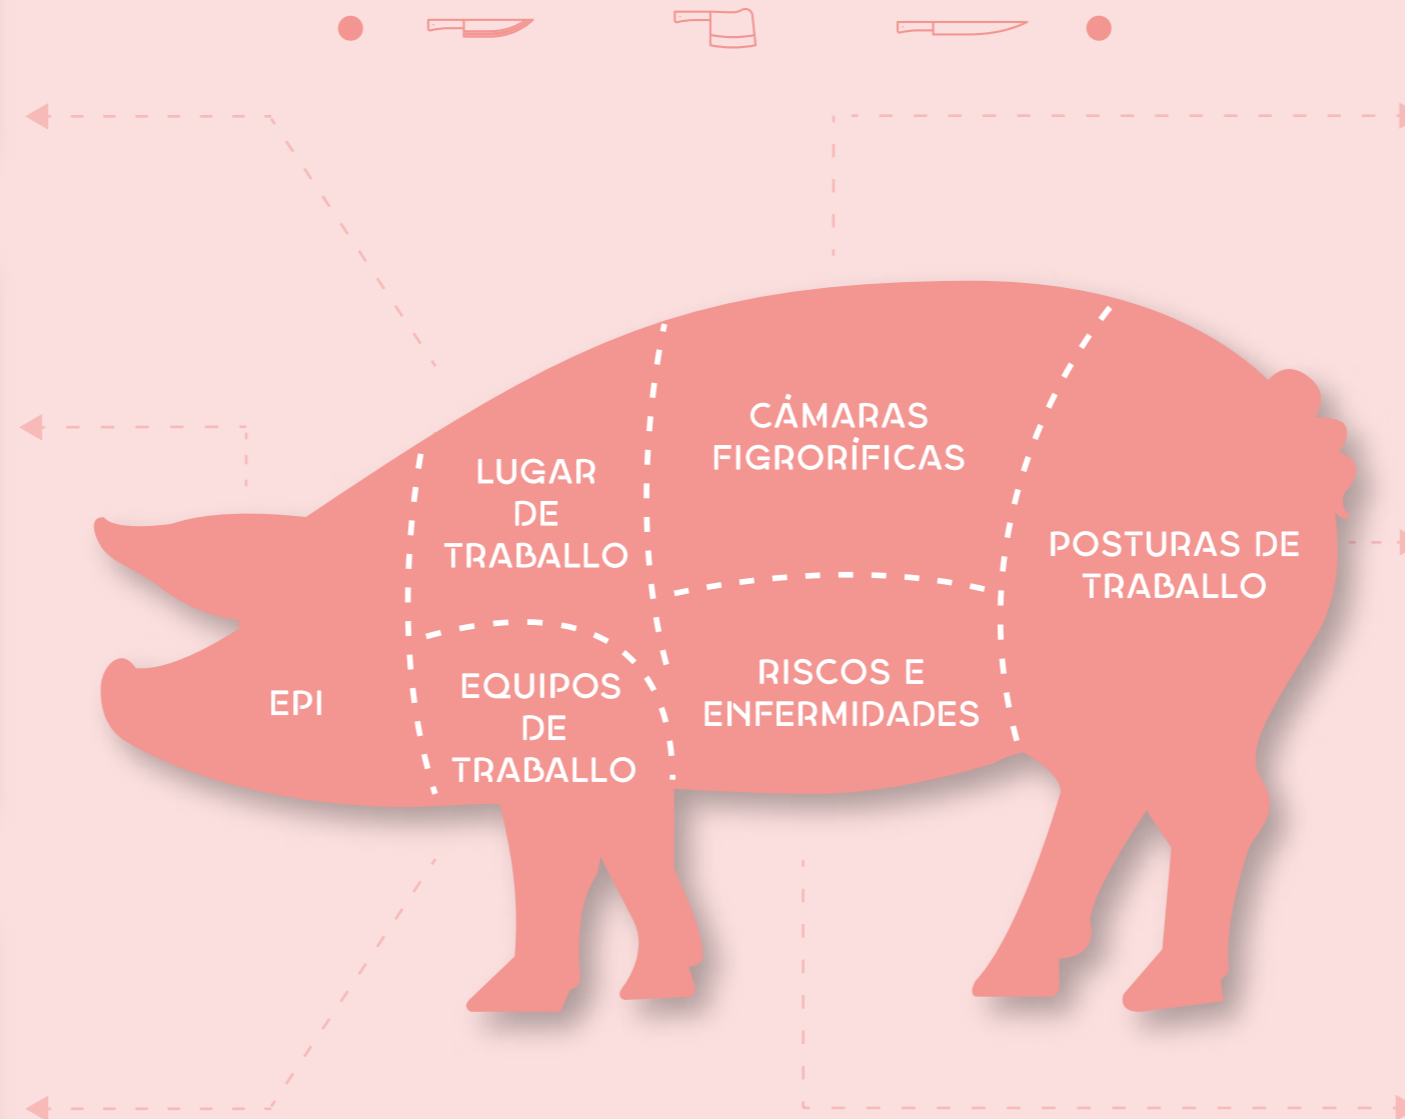 CÁMARAS
FIGRORÍFICAS
LUGAR
DE
TRABALLO
POSTURAS DE
TRABALLO
EPI
EQUIPOS
DE
TRABALLO
RISCOS E
ENFERMIDADES